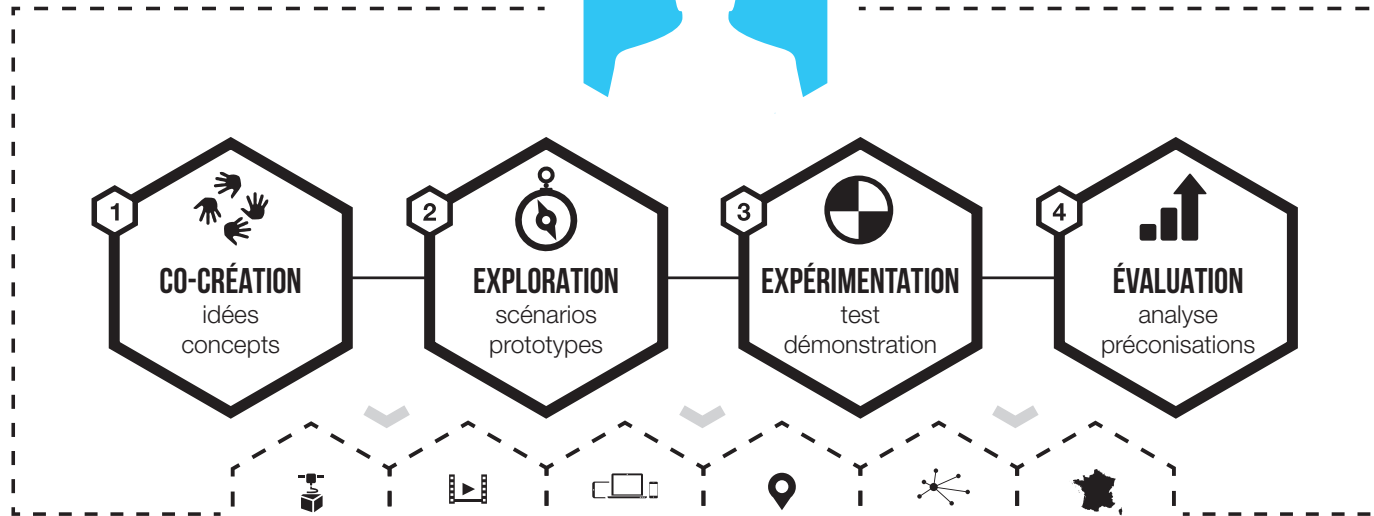 1
CO-CRÉATION
idées
concepts
2
EXPLORATION
scénarios
prototypes
3
EXPÉRIMENTATION
test
démonstration
4
ÉVALUATION
analyse
préconisations